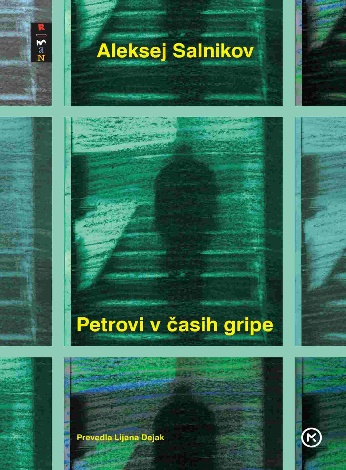 Aleksej Salnikov
Petrovi v časih gripe
Prevedla Lijana Dejak